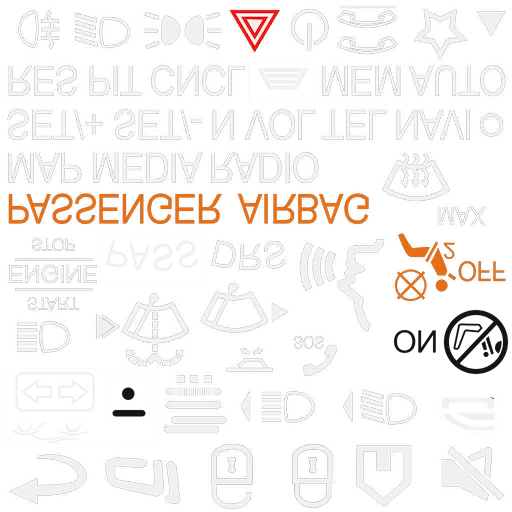 RES PIT CNCL MEM AUTO
SET/+ SET/- N VOL TEL NAVI
MAP MEDIA RADIO
PASSENGER AIRBAG
MAX
STOP
ENGINE
START
PASS
DRS
2
OFF
SOS
ON